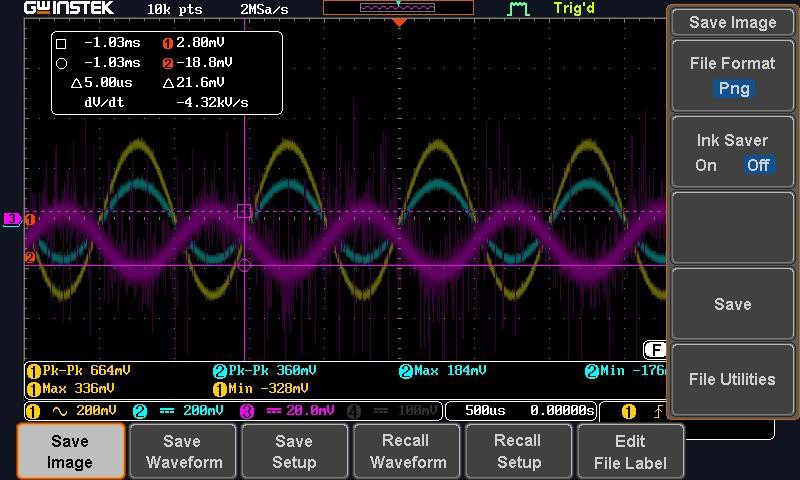 GWINSTEK 10k pts 2MSa/s Trig'd
□ -1.03ms 1 2.80mV
○ -1.03ms 2 -18.8mV
△5.00us △21.6mV
dV/dt -4.32kV/s
3
1
2
F
1 Pk-Pk 664mV 2 Pk-Pk 360mV 2 Max 184mV 2 Min -176m
1 Max 336mV 1 Min -328mV
1 ∿ 200mV 2 200mV 3 20.0mV 4 100mV 500us 0.00000s 1
Save Image
File Format
Png
Ink Saver
On Off
Save
File Utilities
Save
Image
Save
Waveform
Save
Setup
Recall
Waveform
Recall
Setup
Edit
File Label